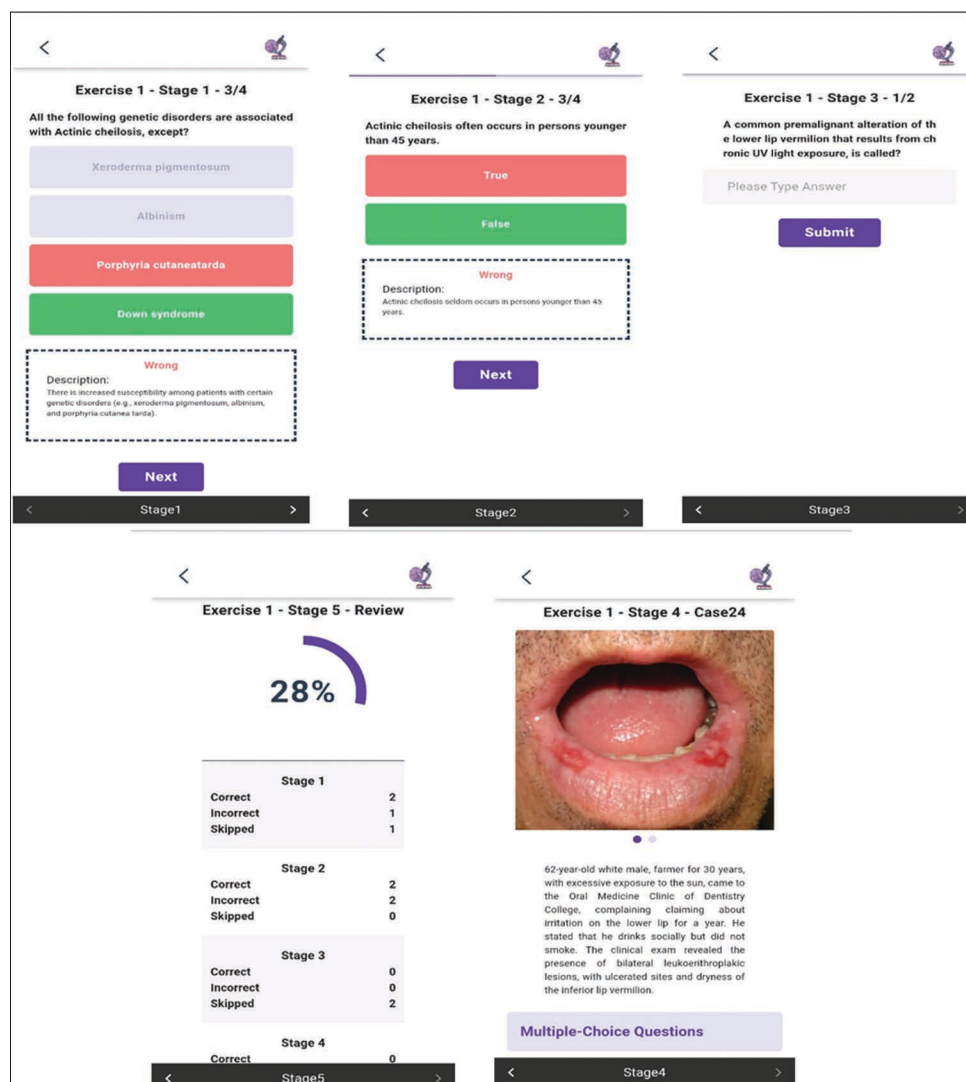 Exercise 1 - Stage 1 - 3/4
All the following genetic disorders are associated
with Actinic cheilosis, except?
Xeroderma pigmentosum
Albinism
Porphyria cutaneatarda
Down syndrome
Wrong
Description:
There is increased susceptibility among patients with certain
genetic disorders (e.g., xeroderma pigmentosum, albinism,
and porphyria cutanea tarda).
Next
< Stage1 >
Exercise 1 - Stage 2 - 3/4
Actinic cheilosis often occurs in persons younger
than 45 years.
True
False
Wrong
Description:
Actinic cheilosis seldom occurs in persons younger than 45
years.
Next
< Stage2 >
Exercise 1 - Stage 3 - 1/2
A common premalignant alteration of th
e lower lip vermilion that results from ch
ronic UV light exposure, is called?
Please Type Answer
Submit
< Stage3 >
Exercise 1 - Stage 5 - Review
28%
Stage 1
Correct 2
Incorrect 1
Skipped 1
Stage 2
Correct 2
Incorrect 2
Skipped 0
Stage 3
Correct 0
Incorrect 0
Skipped 2
Stage 4
Correct 0
< Stage5 >
Exercise 1 - Stage 4 - Case24
62-year-old white male, farmer for 30 years,
with excessive exposure to the sun, came to
the Oral Medicine Clinic of Dentistry
College, complaining claiming about
irritation on the lower lip for a year. He
stated that he drinks socially but did not
smoke. The clinical exam revealed the
presence of bilateral leukoerithroplakic
lesions, with ulcerated sites and dryness of
the inferior lip vermilion.
Multiple-Choice Questions
< Stage4 >